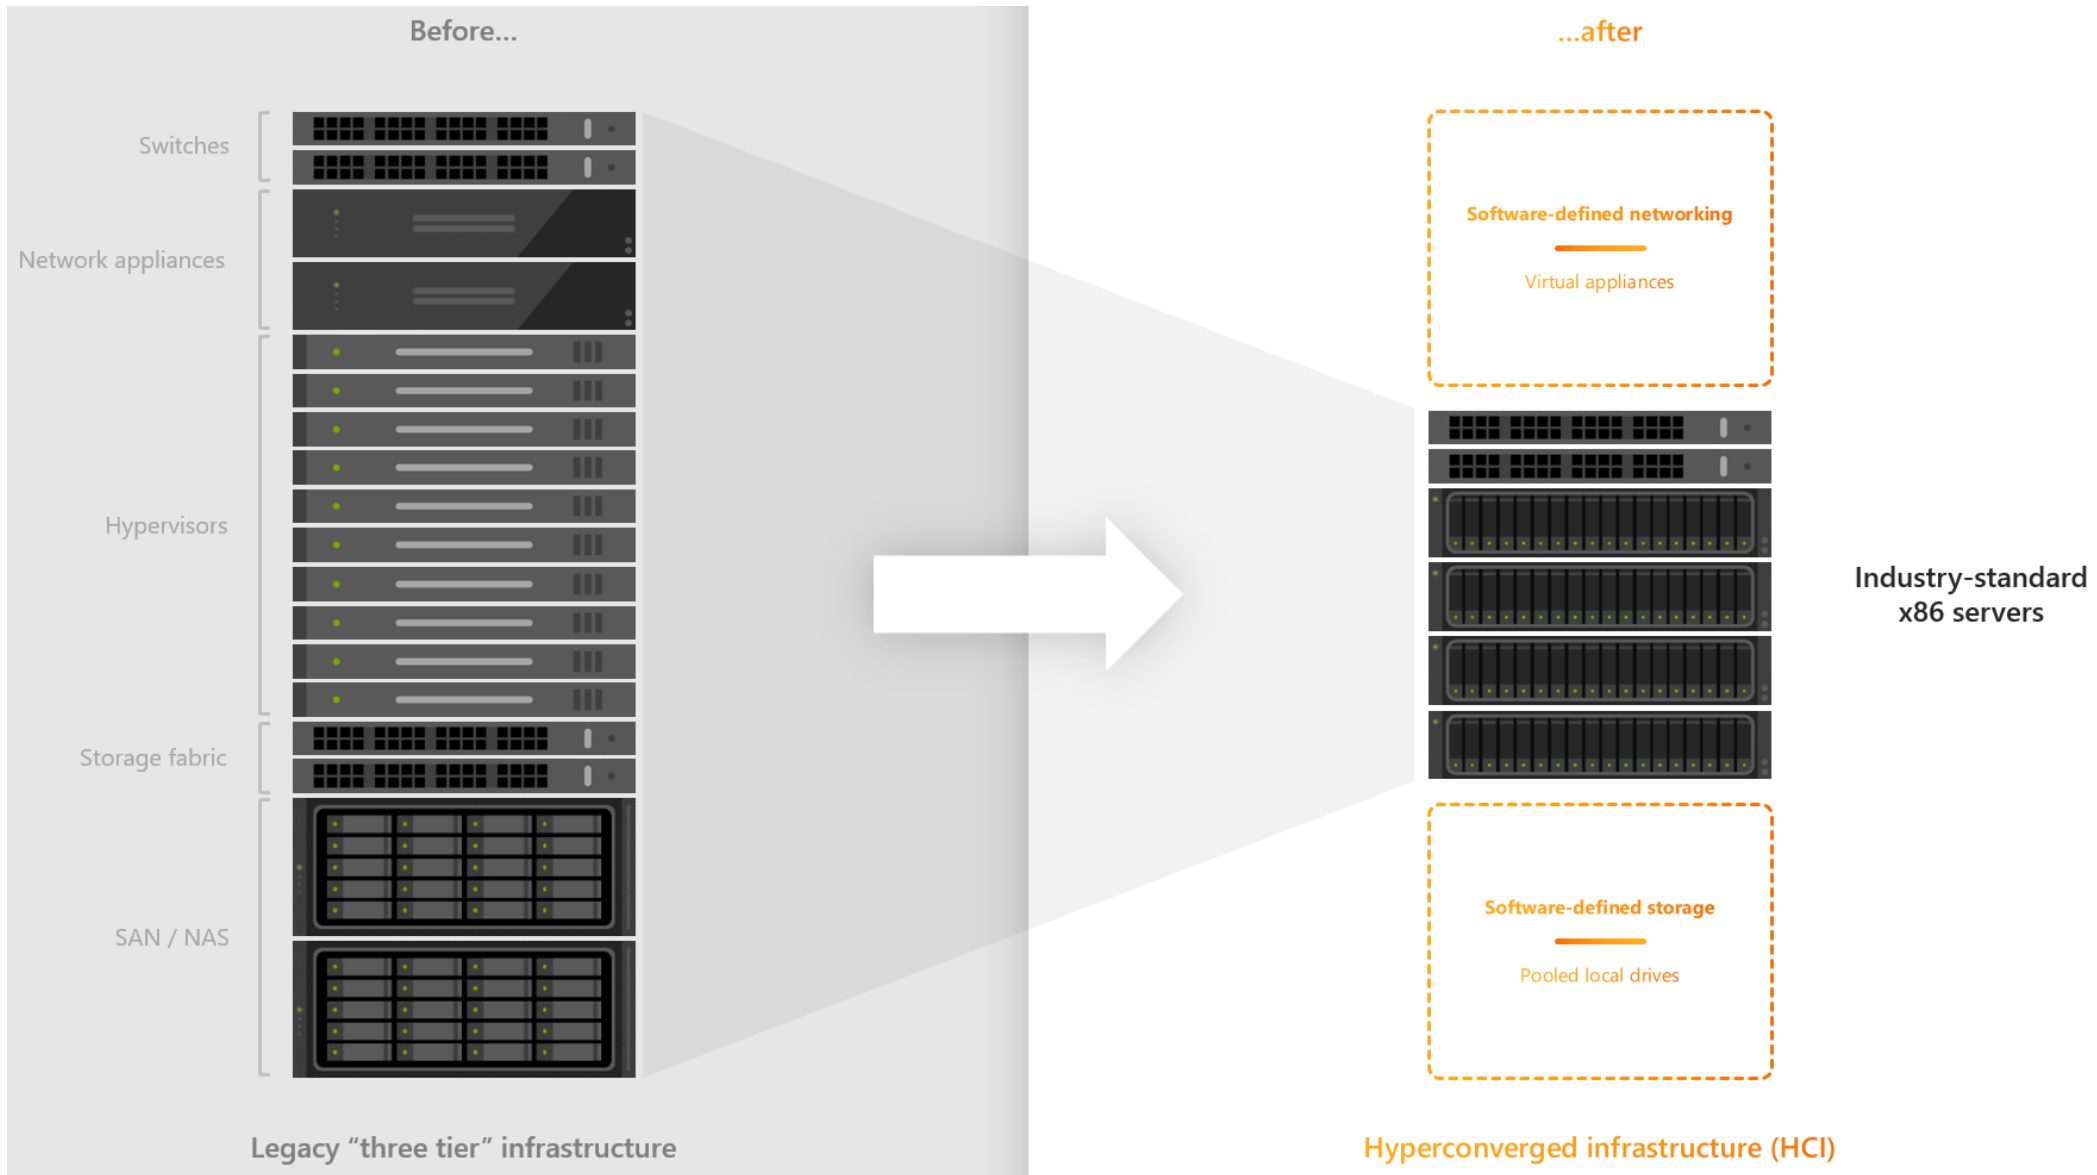 Before...
...after
Switches
Network appliances
Hypervisors
Storage fabric
SAN / NAS
Legacy “three tier” infrastructure
Software-defined networking
Virtual appliances
Industry-standard
x86 servers
Software-defined storage
Pooled local drives
Hyperconverged infrastructure (HCI)